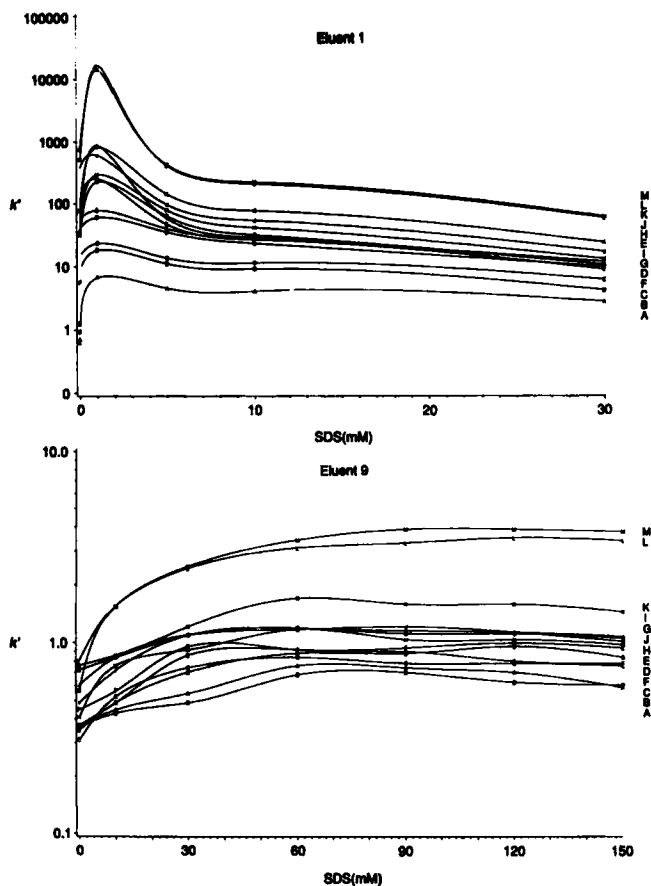 Eluent 1
100000
10000
1000
100
10
1
0
k'
0 10 20 30
SDS(mM)
M
L
K
J
H
E
I
G
D
F
C
B
A
Eluent 9
10.0
1.0
0.1
k'
0 30 60 90 120 150
SDS(mM)
M
L
K
I
G
J
H
E
D
F
C
B
A